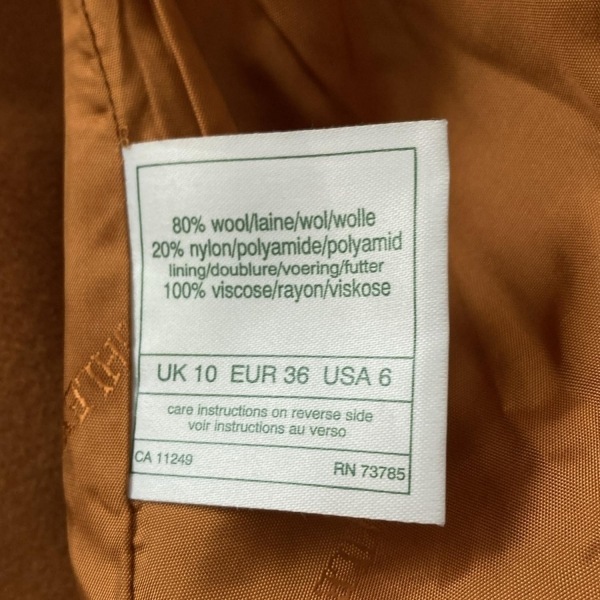 80% wool/laine/wol/wolle
20% nylon/polyamide/polyamid
lining/doublure/voering/futter
100% viscose/rayon/viskose
UK 10 EUR 36 USA 6
care instructions on reverse side
voir instructions au verso
CA 11249
RN 73785